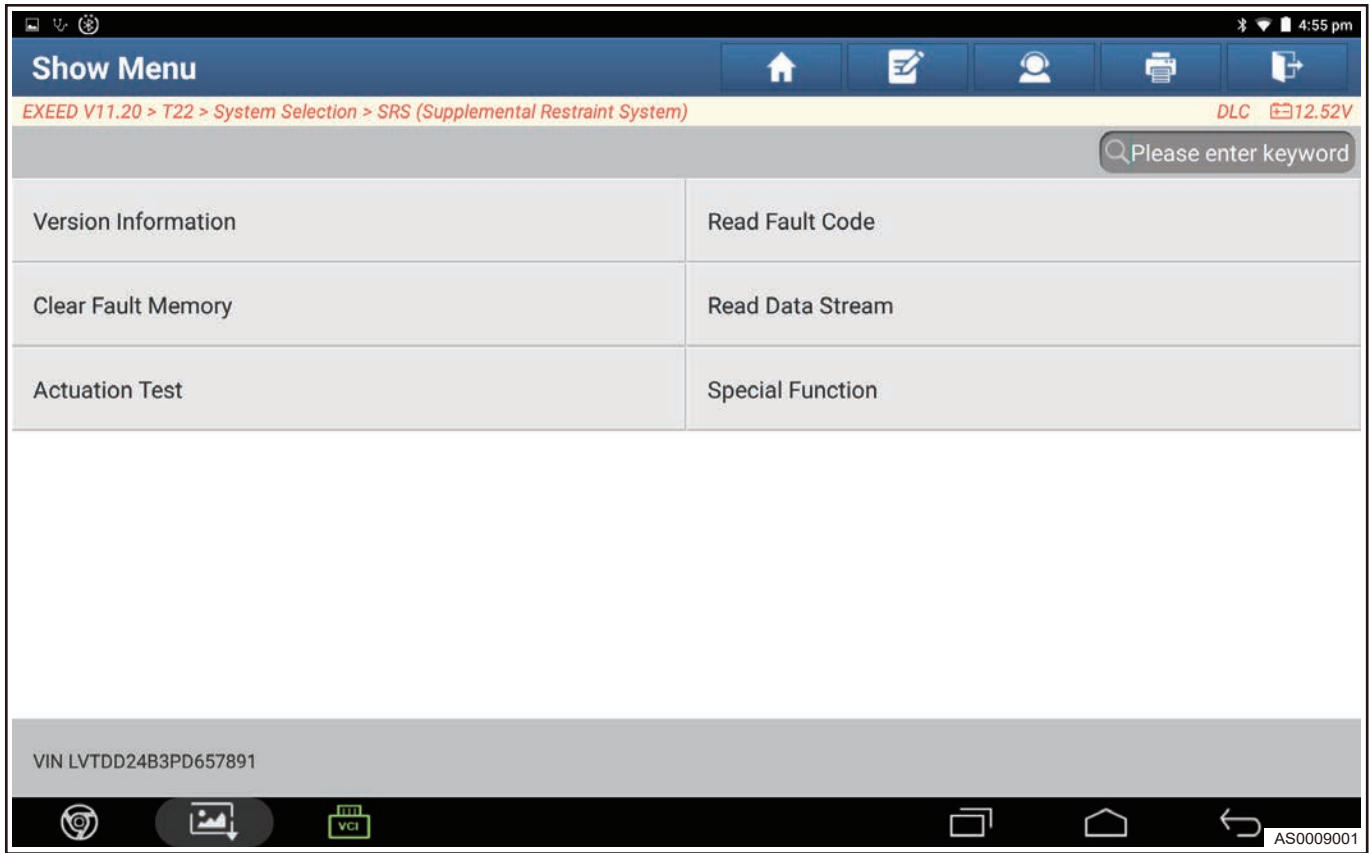 4:55 pm
Show Menu
EXEED V11.20 > T22 > System Selection > SRS (Supplemental Restraint System)
DLC 12.52V
Please enter keyword
Version Information
Read Fault Code
Clear Fault Memory
Read Data Stream
Actuation Test
Special Function
VIN LVTDD24B3PD657891
VCI
AS0009001